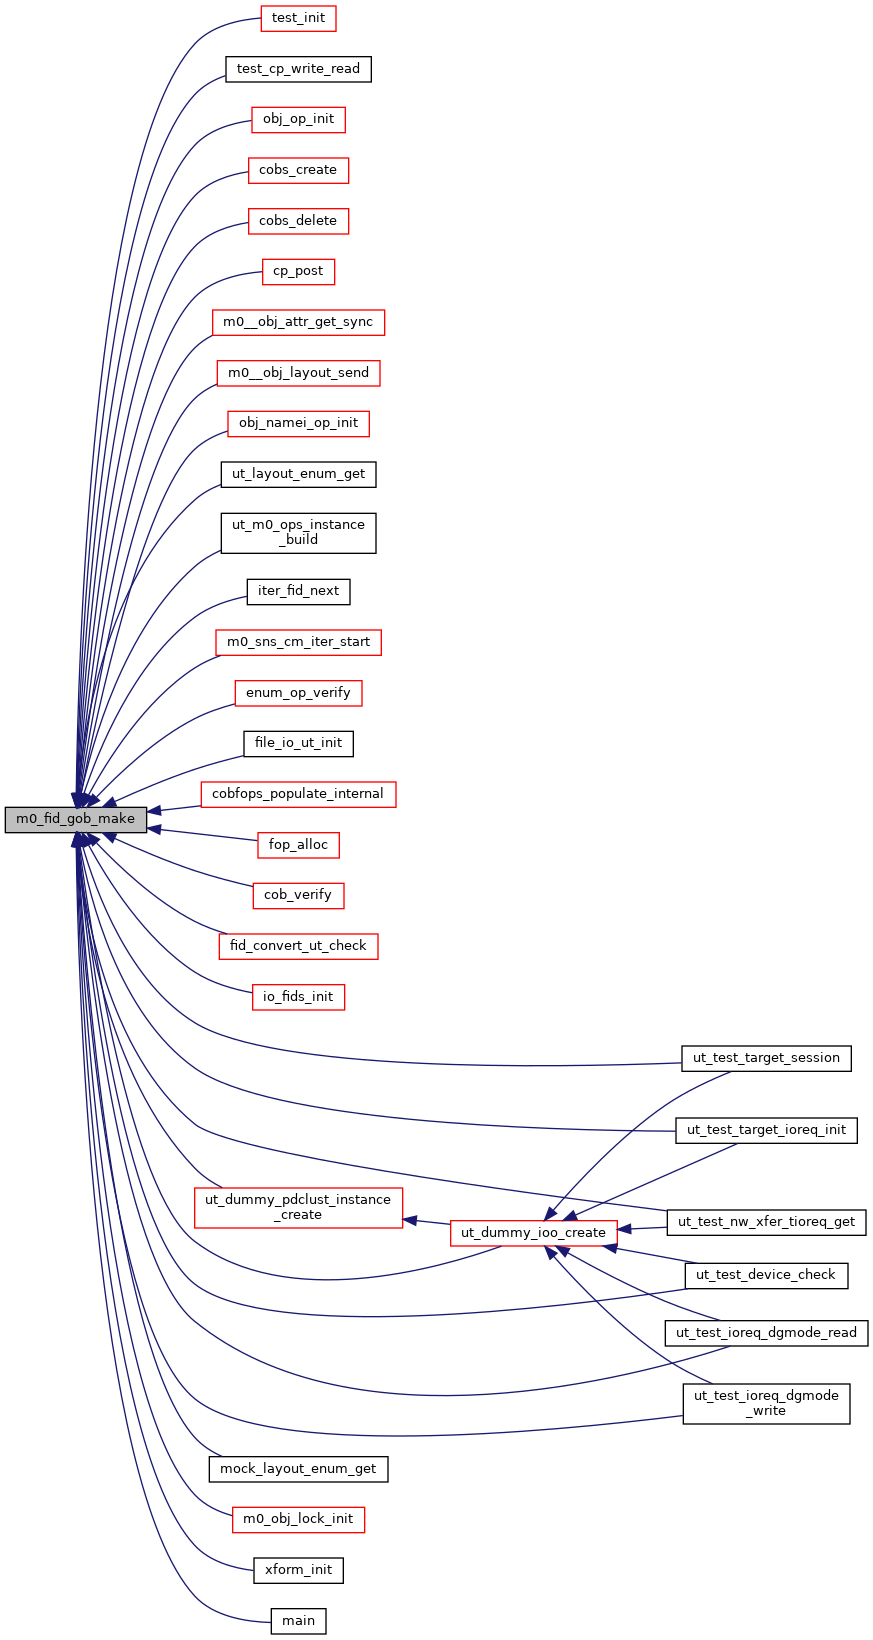 test_init
test_cp_write_read
obj_op_init
cobs_create
cobs_delete
cp_post
m0__obj_attr_get_sync
m0__obj_layout_send
obj_namei_op_init
ut_layout_enum_get
ut_m0_ops_instance
_build
iter_fid_next
m0_sns_cm_iter_start
enum_op_verify
file_io_ut_init
cobfops_populate_internal
m0_fid_gob_make
fop_alloc
cob_verify
fid_convert_ut_check
io_fids_init
ut_test_target_session
ut_test_target_ioreq_init
ut_dummy_pdclust_instance
_create
ut_test_nw_xfer_tioreq_get
ut_dummy_ioo_create
ut_test_device_check
ut_test_ioreq_dgmode_read
ut_test_ioreq_dgmode
_write
mock_layout_enum_get
m0_obj_lock_init
xform_init
main